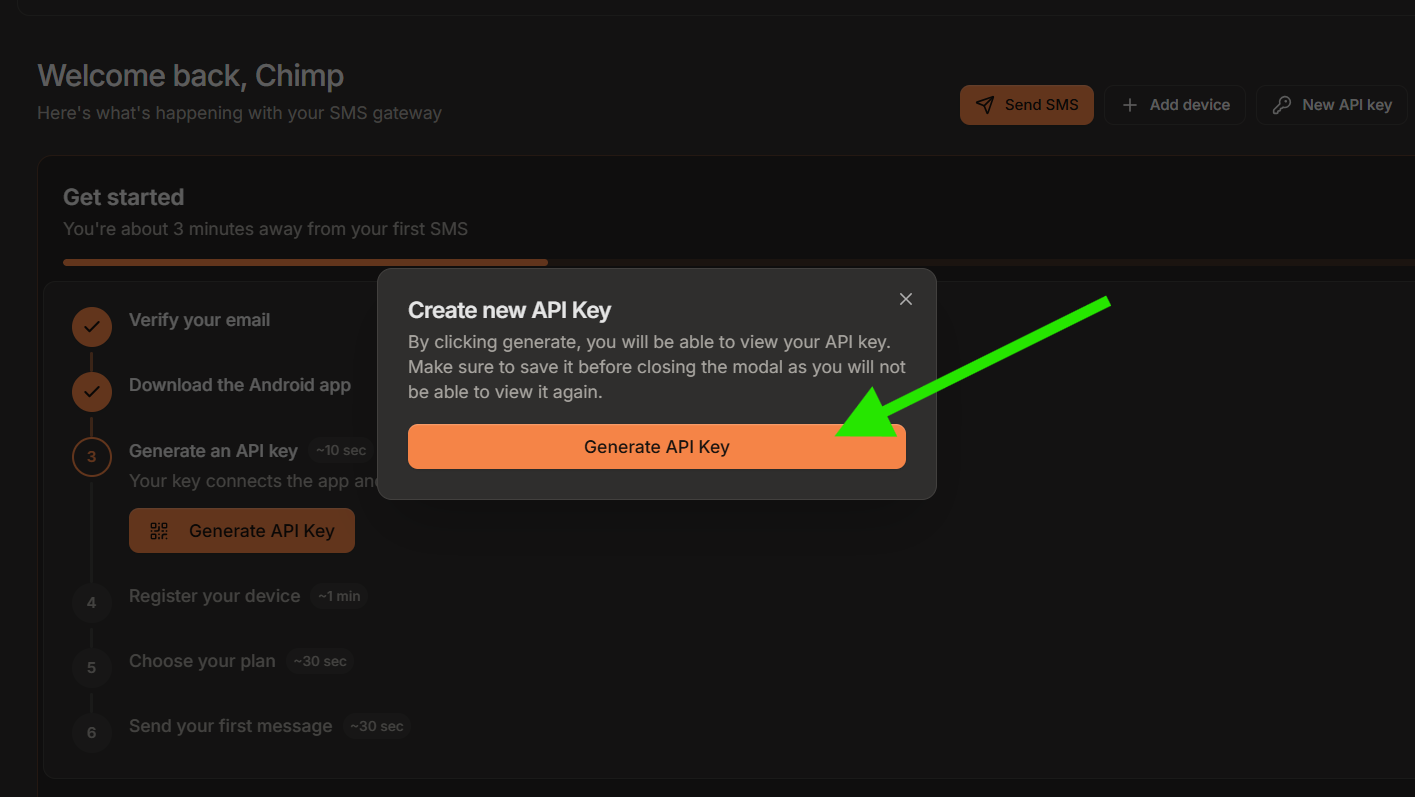 Welcome back, Chimp
Here's what's happening with your SMS gateway
Send SMS
Add device
New API key
Get started
You're about 3 minutes away from your first SMS
Verify your email
Download the Android app
3
Generate an API key
~10 sec
Your key connects the app an
Generate API Key
4
Register your device
~1 min
5
Choose your plan
~30 sec
6
Send your first message
~30 sec
Create new API Key
By clicking generate, you will be able to view your API key.
Make sure to save it before closing the modal as you will not
be able to view it again.
Generate API Key